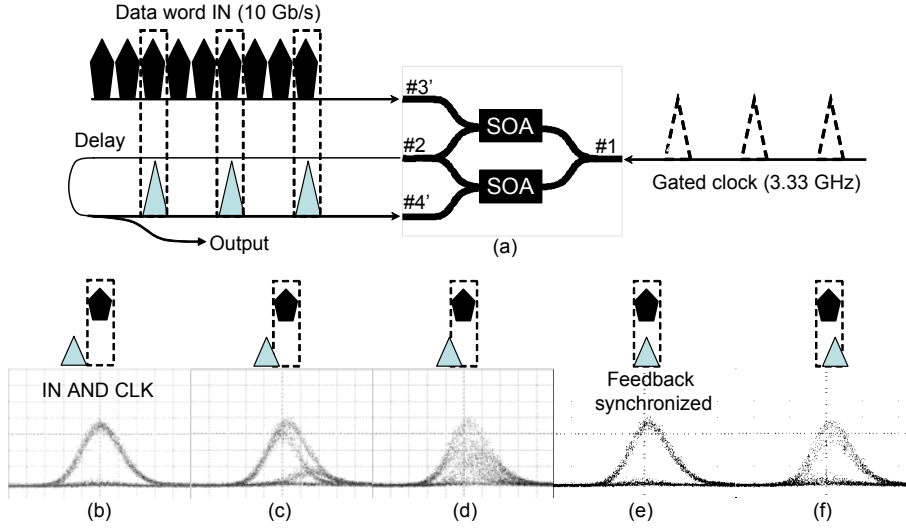 Data word IN (10 Gb/s)
#3’
SOA
#1
Delay
#2
SOA
Gated clock (3.33 GHz)
#4’
Output
(a)
IN AND CLK
Feedback
synchronized
(b)
(c)
(d)
(e)
(f)